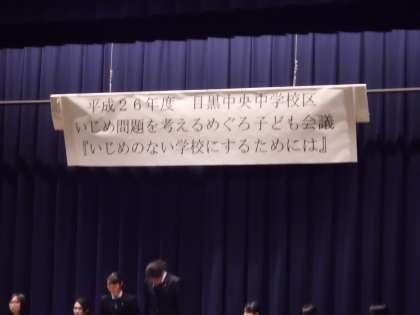 平成２６年度　目黒中央中学校区
いじめ問題を考えるめぐろ子ども会議
『いじめのない学校にするためには』